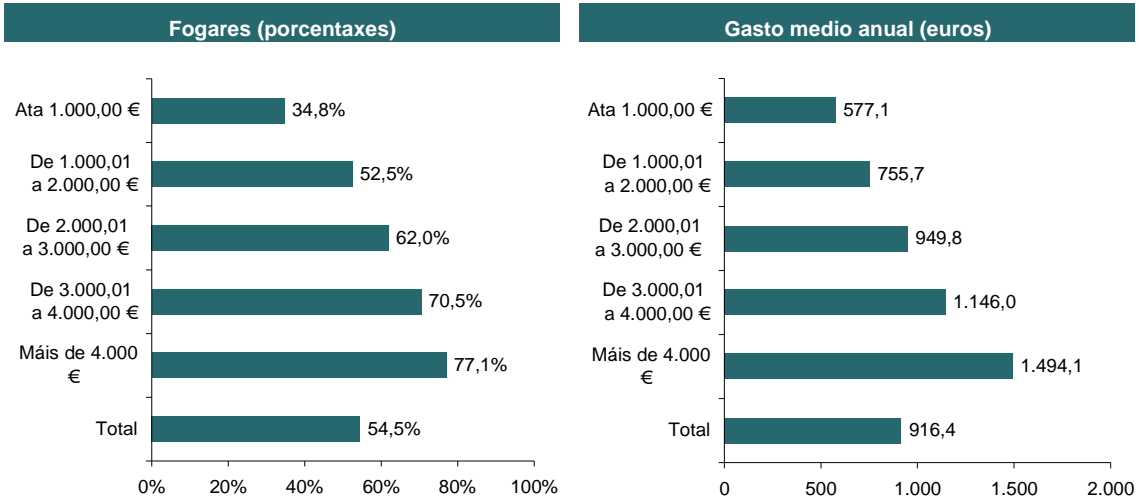 Fogares (porcentaxes)
Ata 1.000,00 €
34,8%
De 1.000,01
a 2.000,00 €
52,5%
De 2.000,01
a 3.000,00 €
62,0%
De 3.000,01
a 4.000,00 €
70,5%
Máis de 4.000
€
77,1%
Total
54,5%
0% 20% 40% 60% 80% 100%
Gasto medio anual (euros)
Ata 1.000,00 €
577,1
De 1.000,01
a 2.000,00 €
755,7
De 2.000,01
a 3.000,00 €
949,8
De 3.000,01
a 4.000,00 €
1.146,0
Máis de 4.000
€
1.494,1
Total
916,4
0 500 1.000 1.500 2.000